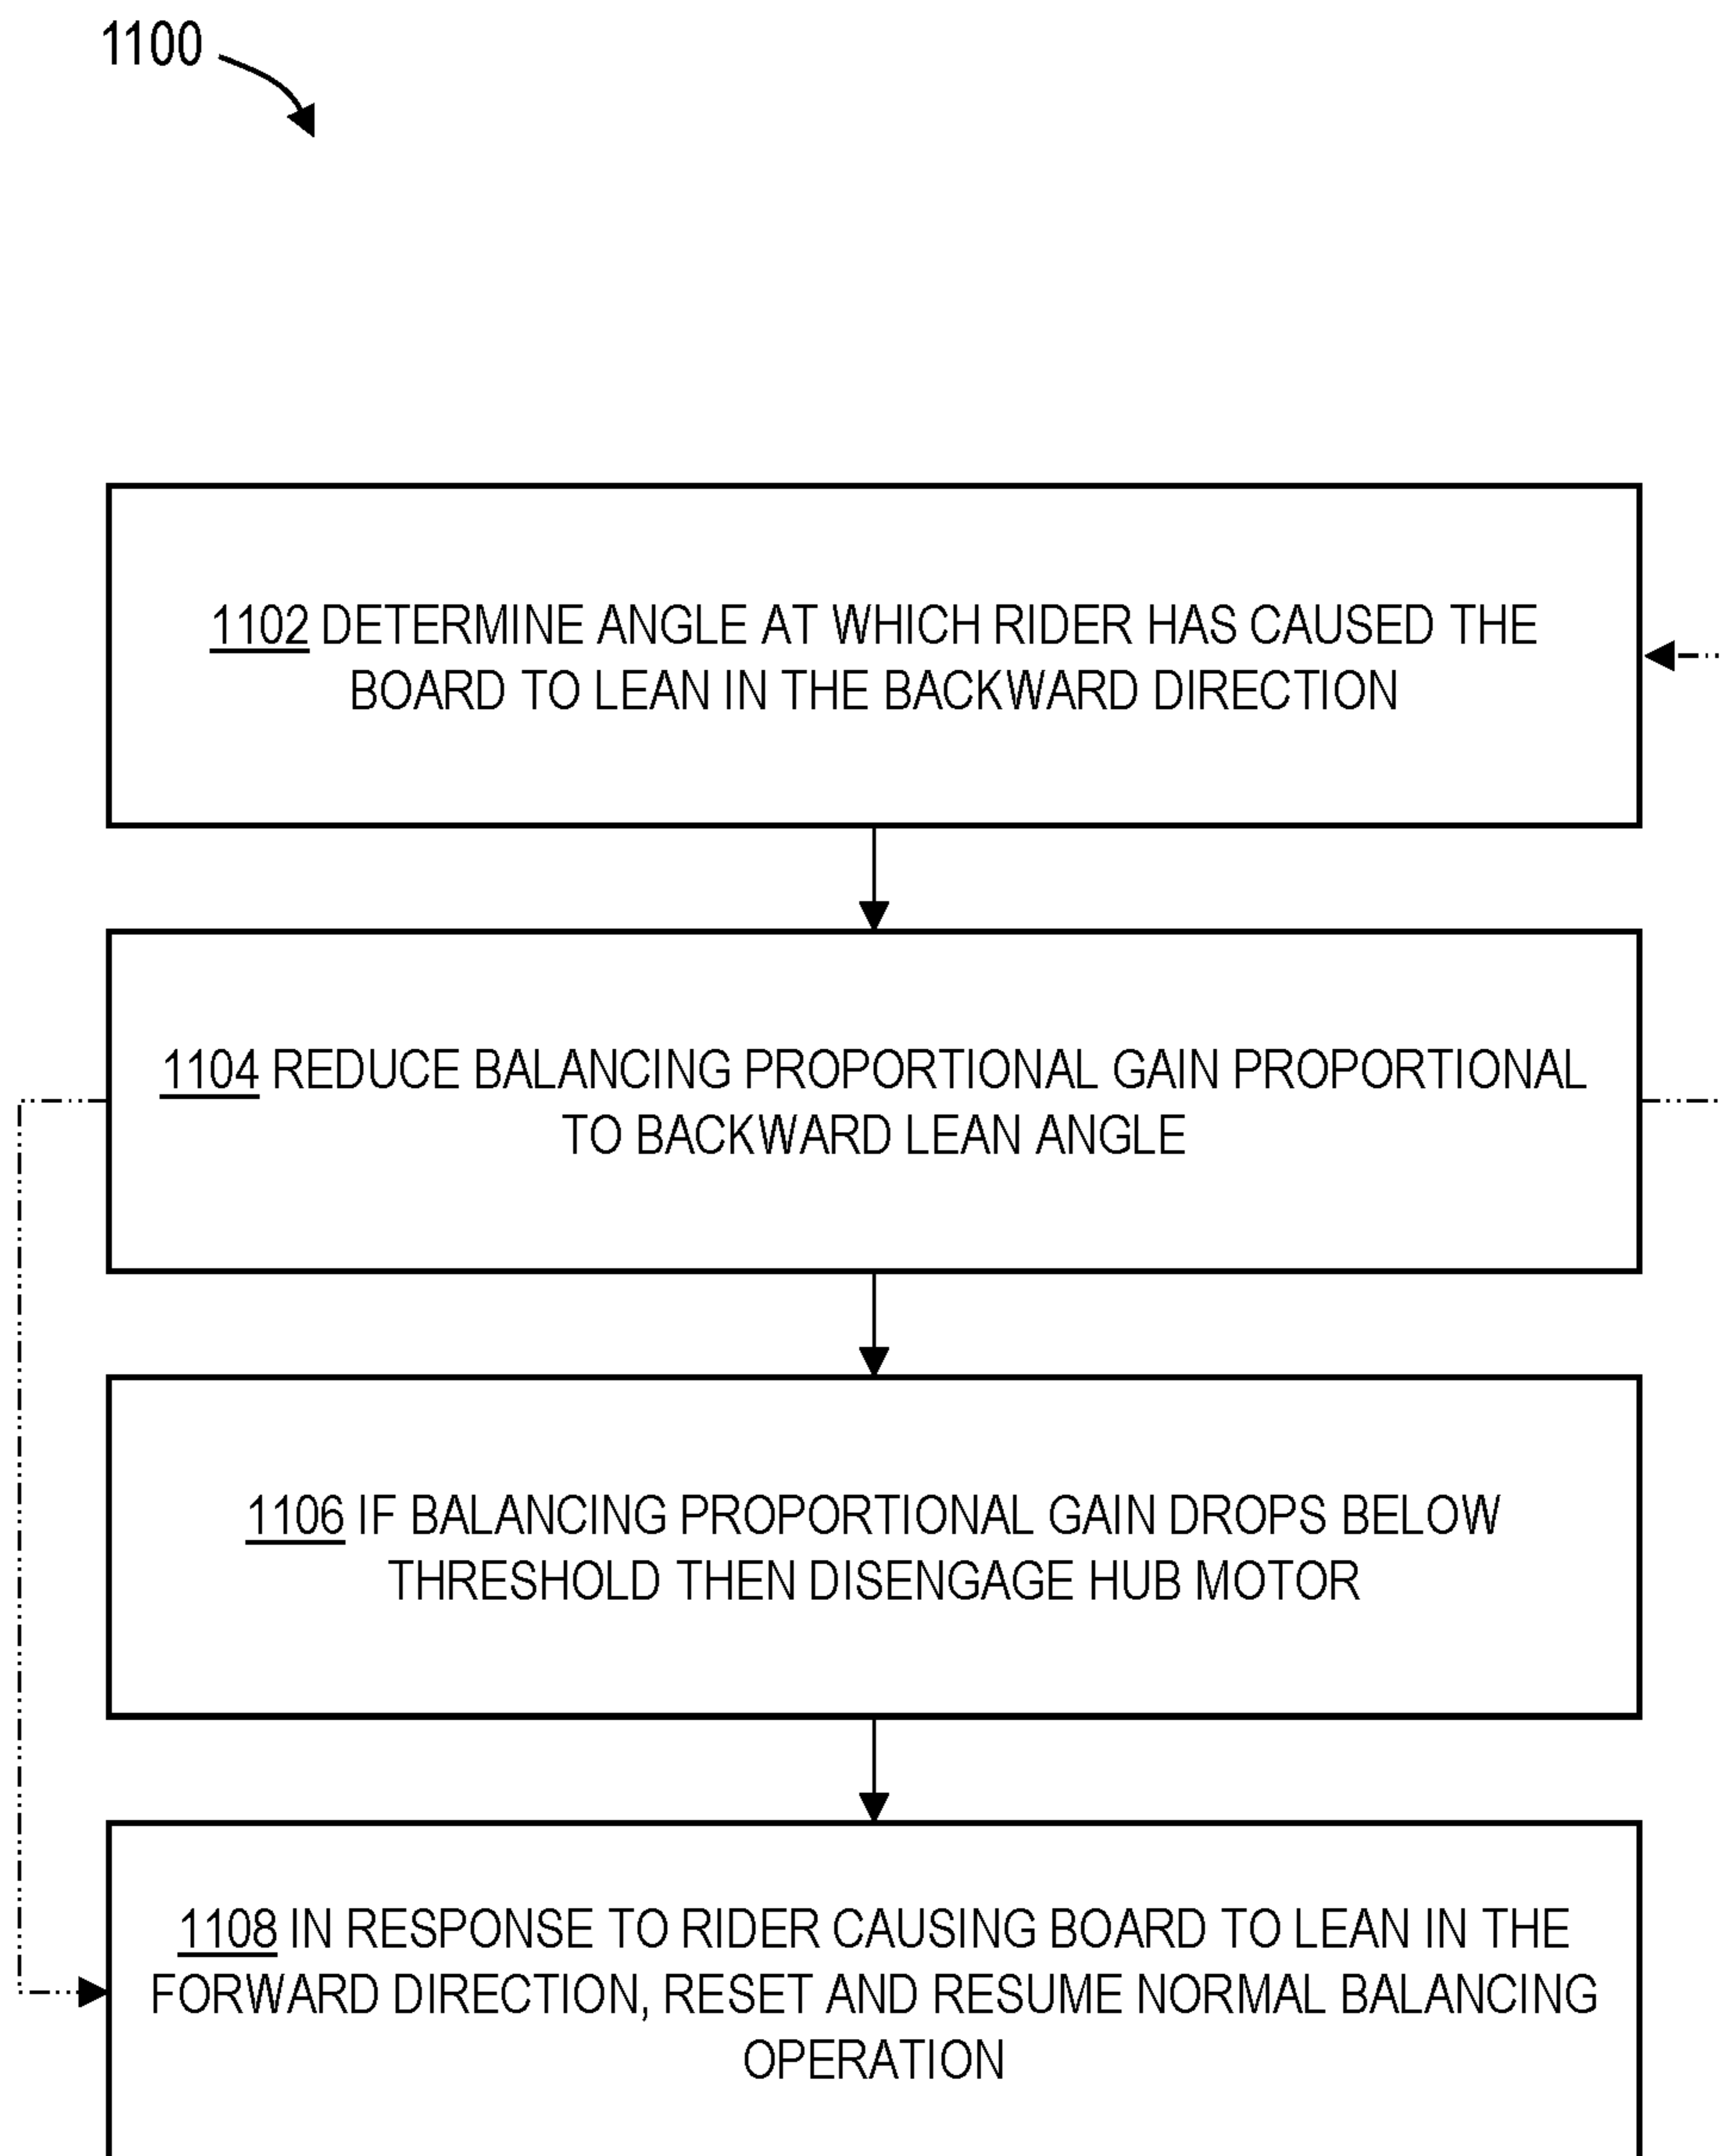 1100
1102 DETERMINE ANGLE AT WHICH RIDER HAS CAUSED THE
BOARD TO LEAN IN THE BACKWARD DIRECTION
1104 REDUCE BALANCING PROPORTIONAL GAIN PROPORTIONAL
TO BACKWARD LEAN ANGLE
1106 IF BALANCING PROPORTIONAL GAIN DROPS BELOW
THRESHOLD THEN DISENGAGE HUB MOTOR
1108 IN RESPONSE TO RIDER CAUSING BOARD TO LEAN IN THE
FORWARD DIRECTION, RESET AND RESUME NORMAL BALANCING
OPERATION